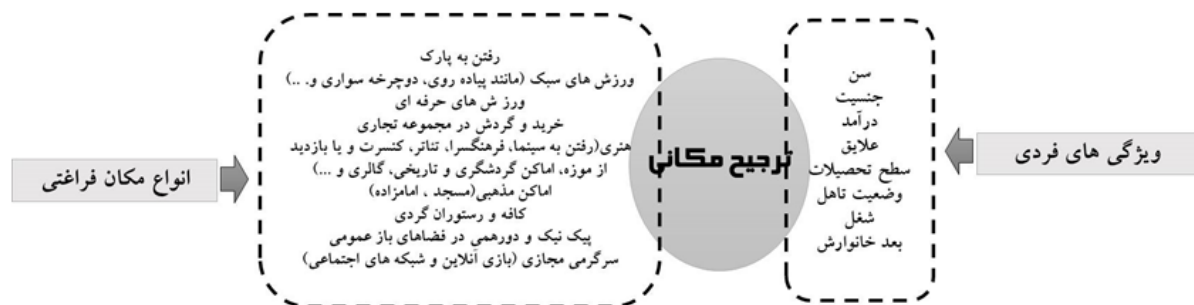 ویژگی های فردی
سن
جنسیت
درآمد
علایق
سطح تحصیلات
وضعیت تاهل
شغل
بعد خانوارش
ترجیح مکانی
رفتن به پارک
ورزش های سبک (مانند پیاده روی، دوچرخه سواری و. ..)
ورز ش های حرفه ای
خرید و گردش در مجموعه تجاری
هنری(رفتن به سینما، فرهنگسرا، تئاتر، کنسرت و یا بازدید
از موزه، اماکن گردشگری و تاریخی، گالری و ...)
اماکن مذهبی(مسجد ، امامزاده)
کافه و رستوران گردی
پیک نیک و دورهمی در فضاهای باز عمومی
سرگرمی مجازی (بازی آنلاین و شبکه های اجتماعی)
انواع مکان فراغتی